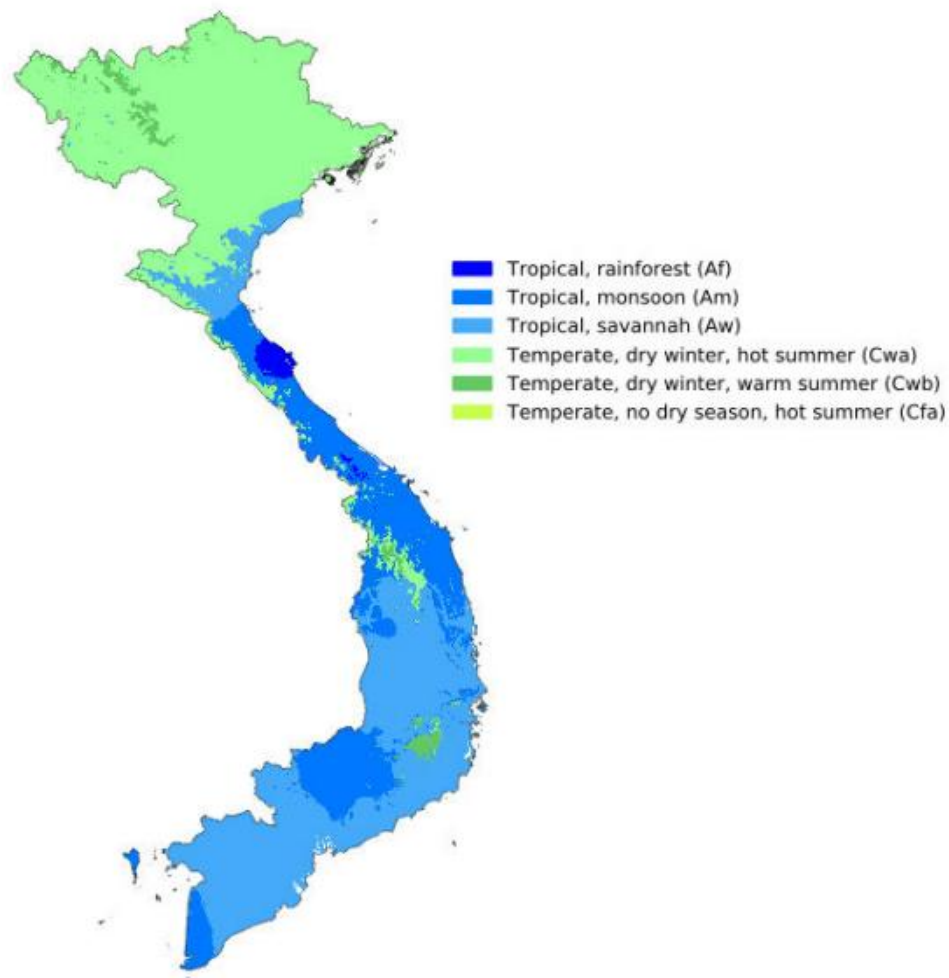 Tropical, rainforest (Af)
Tropical, monsoon (Am)
Tropical, savannah (Aw)
Temperate, dry winter, hot summer (Cwa)
Temperate, dry winter, warm summer (Cwb)
Temperate, no dry season, hot summer (Cfa)